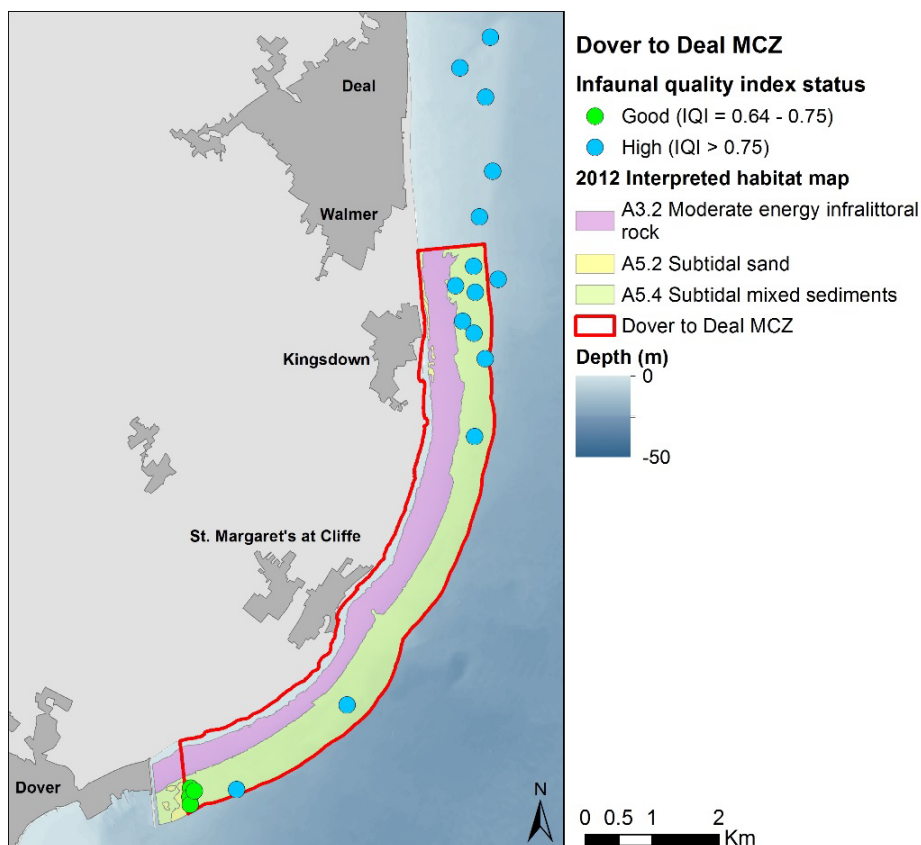 Deal
Walmer
Kingsdown
St. Margaret's at Cliffe
Dover
N
Dover to Deal MCZ
Infaunal quality index status
Good (IQI = 0.64 - 0.75)
High (IQI > 0.75)
2012 Interpreted habitat map
A3.2 Moderate energy infralittoral
rock
A5.2 Subtidal sand
A5.4 Subtidal mixed sediments
Dover to Deal MCZ
Depth (m)
0
-50
0 0.5 1 2
Km